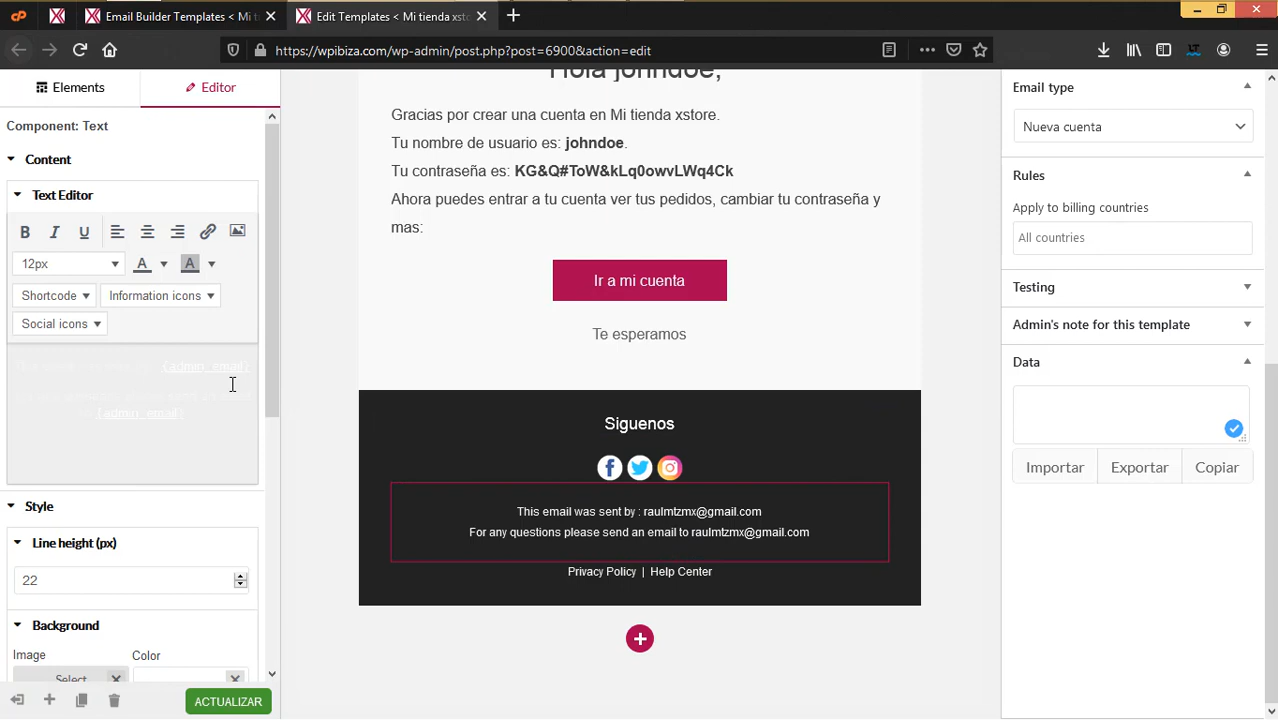 Email Builder Templates < Mi t
Edit Templates < Mi tienda xsto
https://wpibiza.com/wp-admin/post.php?post=6900&action=edit
Elements
Editor
Component: Text
Content
Text Editor
B I U
12px
A
A
Shortcode
Information icons
Social icons
{admin_email}
{admin_email}
Style
Line height (px)
22
Background
Image
Color
Select
ACTUALIZAR
Hola johndoe,
Gracias por crear una cuenta en Mi tienda xstore.
Tu nombre de usuario es: johndoe.
Tu contraseña es: KG&Q#ToW&kLq0owvLWq4Ck
Ahora puedes entrar a tu cuenta ver tus pedidos, cambiar tu contraseña y
mas:
Ir a mi cuenta
Te esperamos
Siguenos
This email was sent by : raulmtzmx@gmail.com
For any questions please send an email to raulmtzmx@gmail.com
Privacy Policy | Help Center
Email type
Nueva cuenta
Rules
Apply to billing countries
All countries
Testing
Admin's note for this template
Data
Importar
Exportar
Copiar